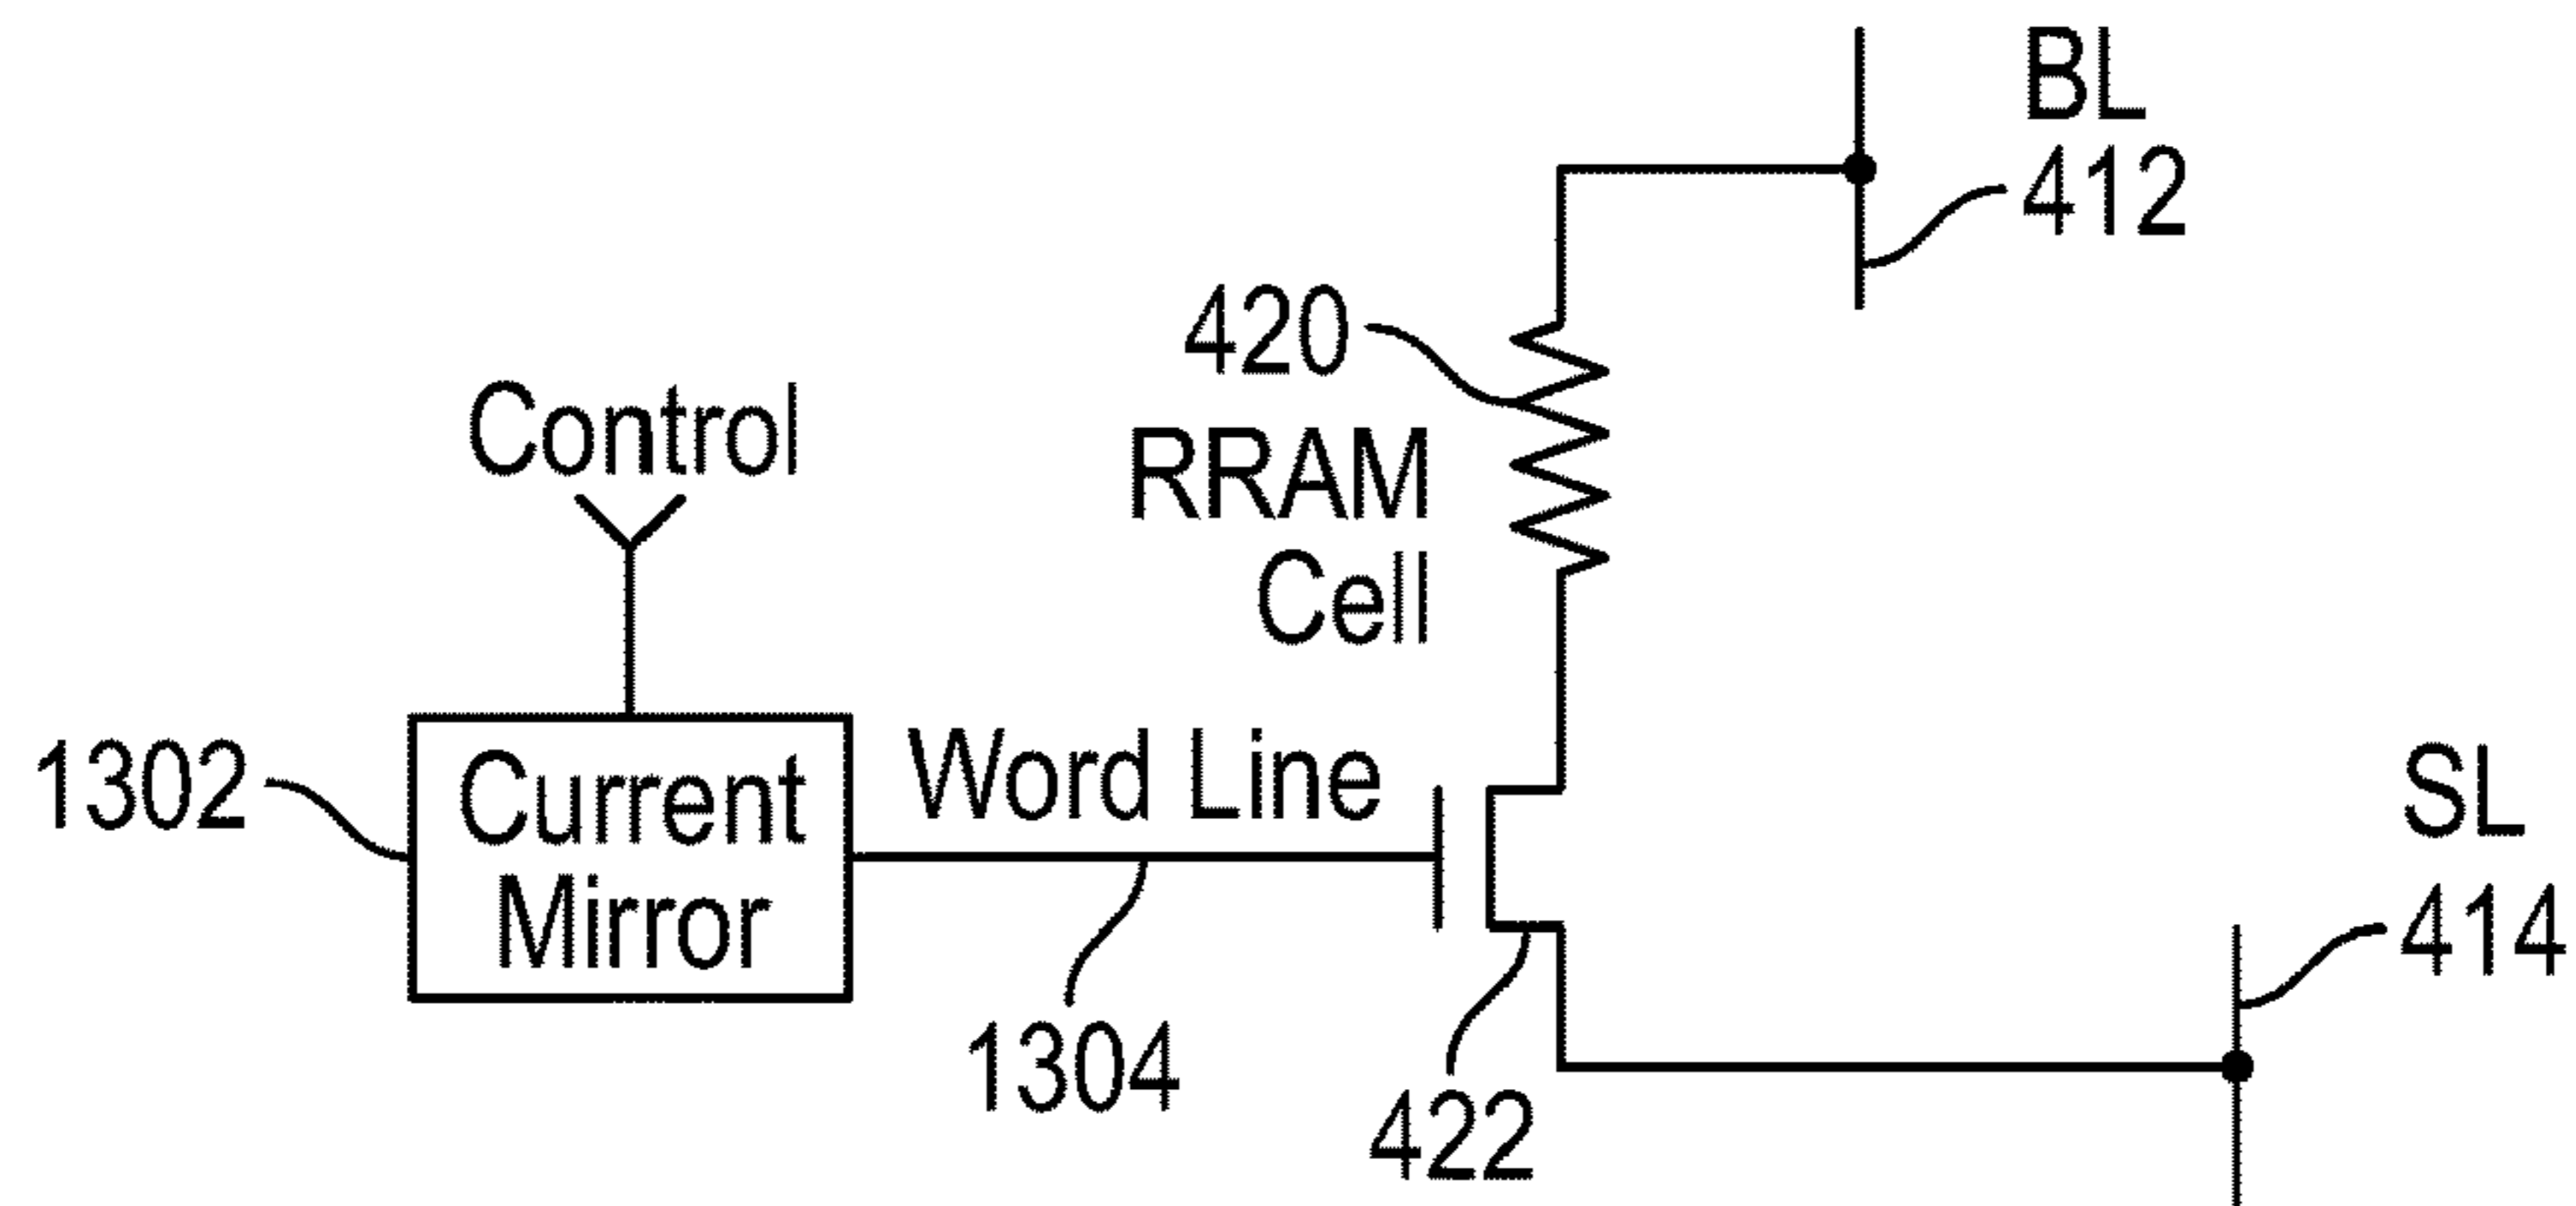 BL
412
420
RRAM
Cell
Control
1302
Current
Mirror
Word Line
1304
422
SL
414